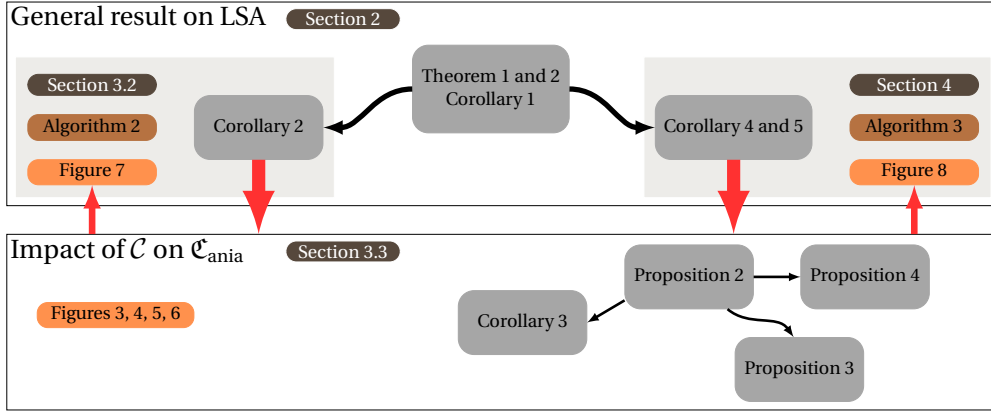 General result on LSA
Section 2
Theorem 1 and 2
Corollary 1
Section 3.2
Algorithm 2
Figure 7
Corollary 2
Corollary 4 and 5
Section 4
Algorithm 3
Figure 8
Impact of 𝒞 on ℭ_ania
Section 3.3
Figures 3, 4, 5, 6
Proposition 2
Proposition 4
Corollary 3
Proposition 3